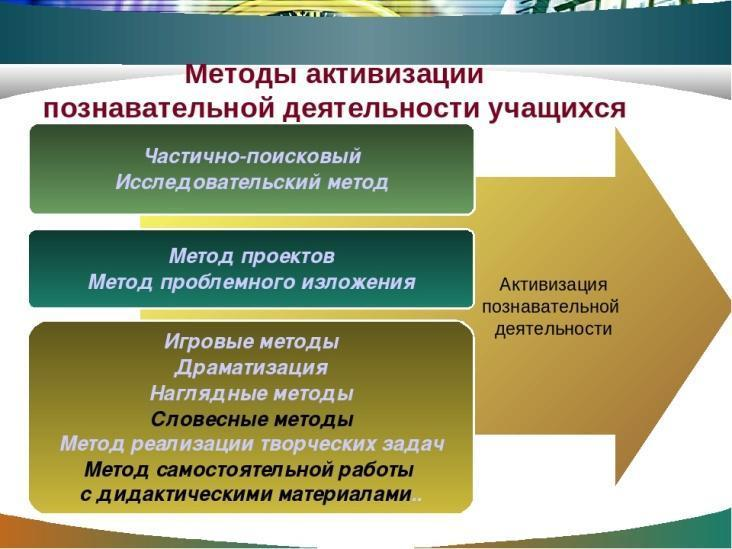 Методы активизации
познавательной деятельности учащихся
Частично-поисковый
Исследовательский метод
Метод проектов
Метод проблемного изложения
Игровые методы
Драматизация
Наглядные методы
Словесные методы
Метод реализации творческих задач
Метод самостоятельной работы
с дидактическими материалами..
Активизация
познавательной
деятельности